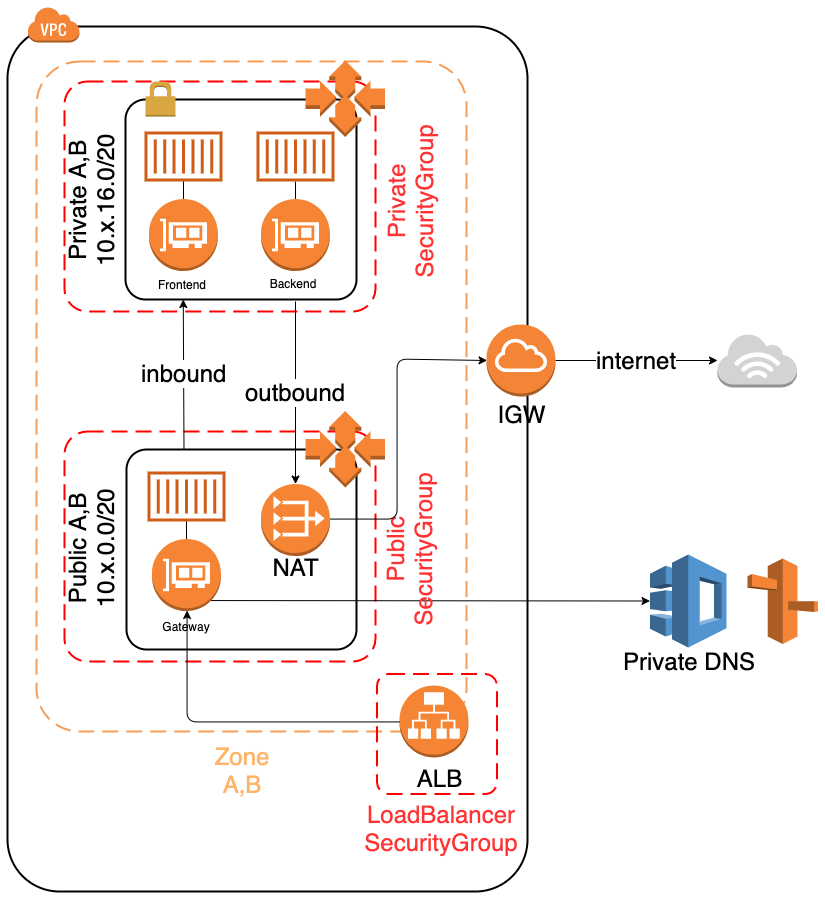 VPC
Private A,B
10.x.16.0/20
Frontend
Backend
Private
SecurityGroup
inbound
outbound
IGW
internet
Public A,B
10.x.0.0/20
Gateway
NAT
Public
SecurityGroup
Private DNS
Zone
A,B
ALB
LoadBalancer
SecurityGroup